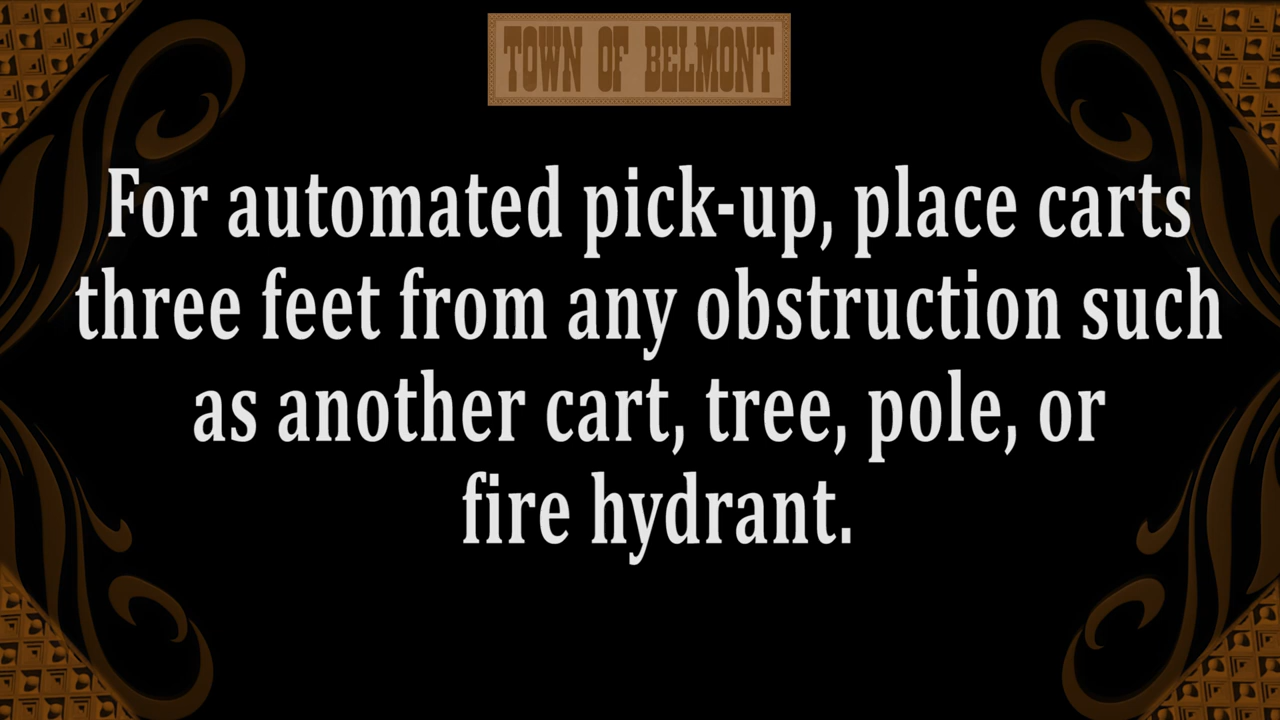 TOWN OF BELMONT
For automated pick-up, place carts
three feet from any obstruction such
as another cart, tree, pole, or
fire hydrant.